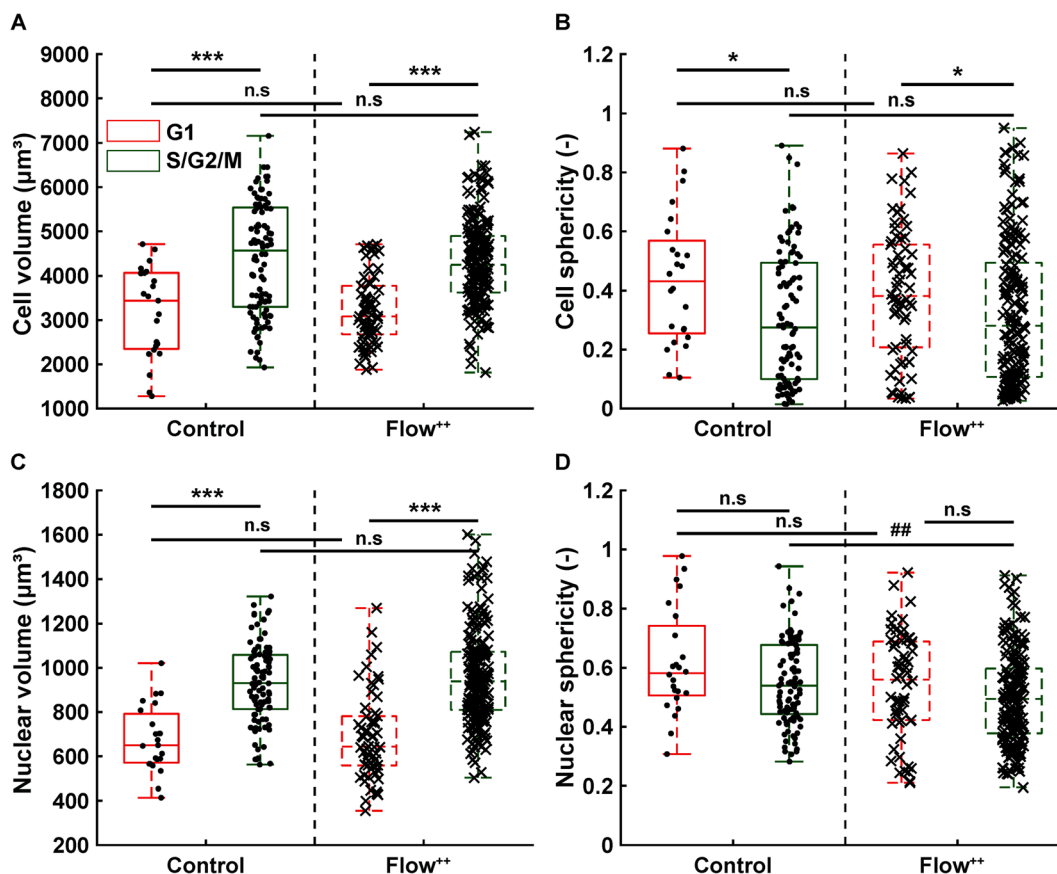 A
Cell volume (µm³)
9000
8000
7000
6000
5000
4000
3000
2000
1000
***
***
n.s
n.s
G1
S/G2/M
Control
Flow⁺⁺
B
Cell sphericity (-)
1.2
1
0.8
0.6
0.4
0.2
0
*
*
n.s
n.s
Control
Flow⁺⁺
C
Nuclear volume (µm³)
1800
1600
1400
1200
1000
800
600
400
200
***
***
n.s
n.s
Control
Flow⁺⁺
D
Nuclear sphericity (-)
1.2
1
0.8
0.6
0.4
0.2
0
n.s
n.s
n.s
##
Control
Flow⁺⁺